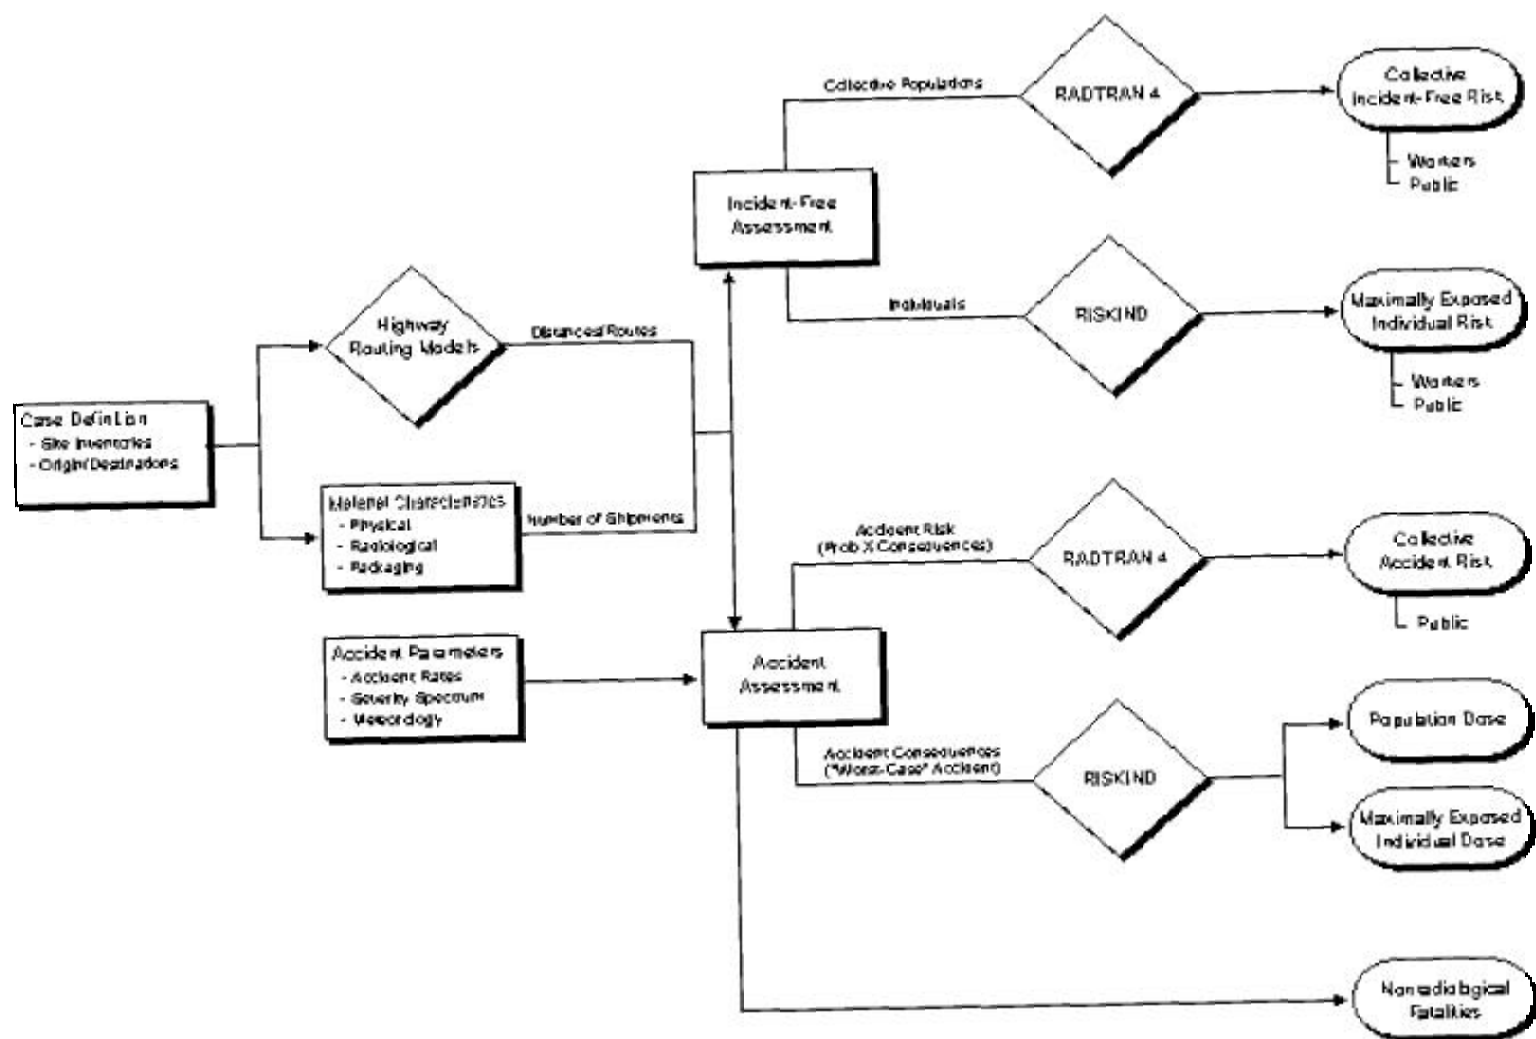 Case Definition
- Site Inventories
- Origin/Destinations
Highway
Routing Models
Distances/Routes
Material Characteristics
- Physical
- Radiological
- Packaging
Number of Shipments
Accident Parameters
- Accident Rates
- Severity Spectrum
- Meteorology
Incident-Free
Assessment
Collective Populations
RADTRAN 4
Collective
Incident-Free Risk
Workers
Public
Individuals
RISKIND
Maximally Exposed
Individual Risk
Workers
Public
Accident
Assessment
Accident Risk
(Prob X Consequences)
RADTRAN 4
Collective
Accident Risk
Public
Accident Consequences
("Worst-Case" Accident)
RISKIND
Population Dose
Maximally Exposed
Individual Dose
Nonradiological
Fatalities